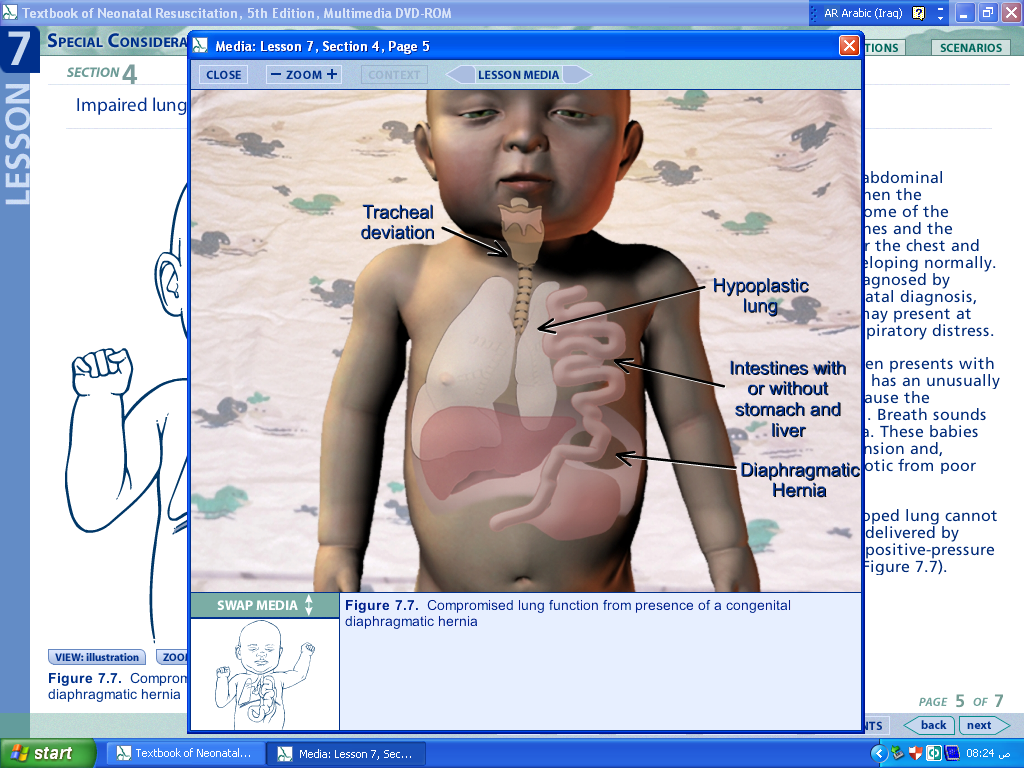 Textbook of Neonatal Resuscitation, 5th Edition, Multimedia DVD-ROM
AR Arabic (Iraq)
7
LESSON
SPECIAL CONSIDERA
TIONS
SCENARIOS
SECTION 4
Impaired lung
Media: Lesson 7, Section 4, Page 5
CLOSE
− ZOOM +
CONTEXT
LESSON MEDIA
Tracheal
deviation
Hypoplastic
lung
Intestines with
or without
stomach and
liver
Diaphragmatic
Hernia
abdominal
hen the
ome of the
nes and the
r the chest and
eloping normally.
agnosed by
atal diagnosis,
may present at
piratory distress.
en presents with
has an unusually
ause the
. Breath sounds
a. These babies
nsion and,
otic from poor
oped lung cannot
delivered by
positive-pressure
Figure 7.7).
SWAP MEDIA
Figure 7.7. Compromised lung function from presence of a congenital
diaphragmatic hernia
VIEW: illustration
ZOO
Figure 7.7. Comprom
diaphragmatic hernia
PAGE 5 OF 7
NTS
back
next
start
Textbook of Neonatal...
Media: Lesson 7, Sec...
08:24 ص